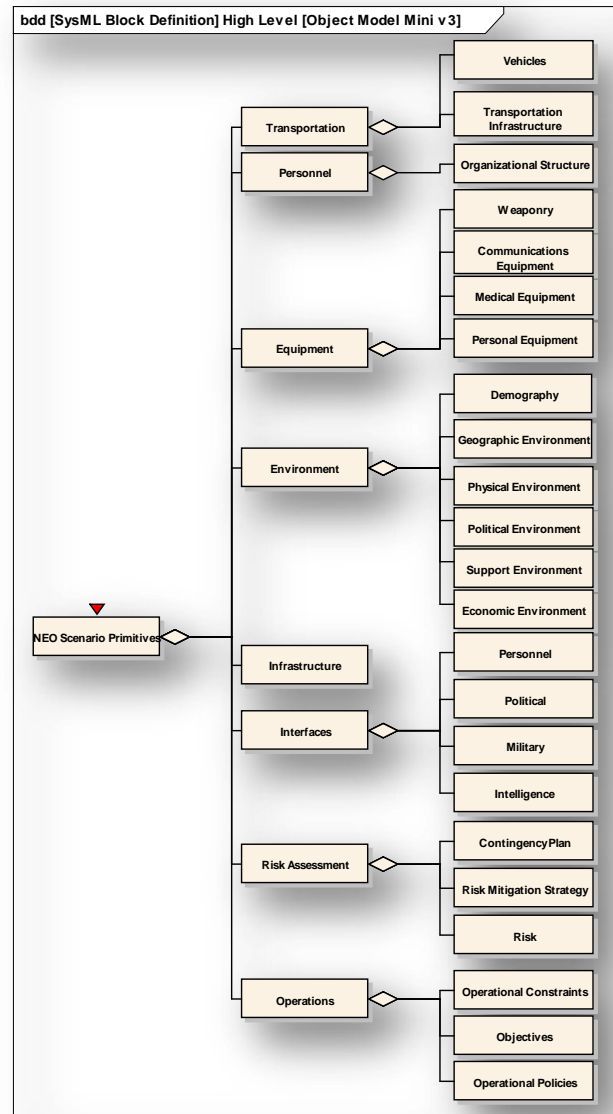 bdd [SysML Block Definition] High Level [Object Model Mini v3]
Vehicles
Transportation
Infrastructure
Transportation
Personnel
Organizational Structure
Weaponry
Communications
Equipment
Medical Equipment
Personal Equipment
Equipment
Demography
Geographic Environment
Environment
Physical Environment
Political Environment
Support Environment
Economic Environment
NEO Scenario Primitives
Infrastructure
Personnel
Political
Interfaces
Military
Intelligence
ContingencyPlan
Risk Assessment
Risk Mitigation Strategy
Risk
Operational Constraints
Operations
Objectives
Operational Policies